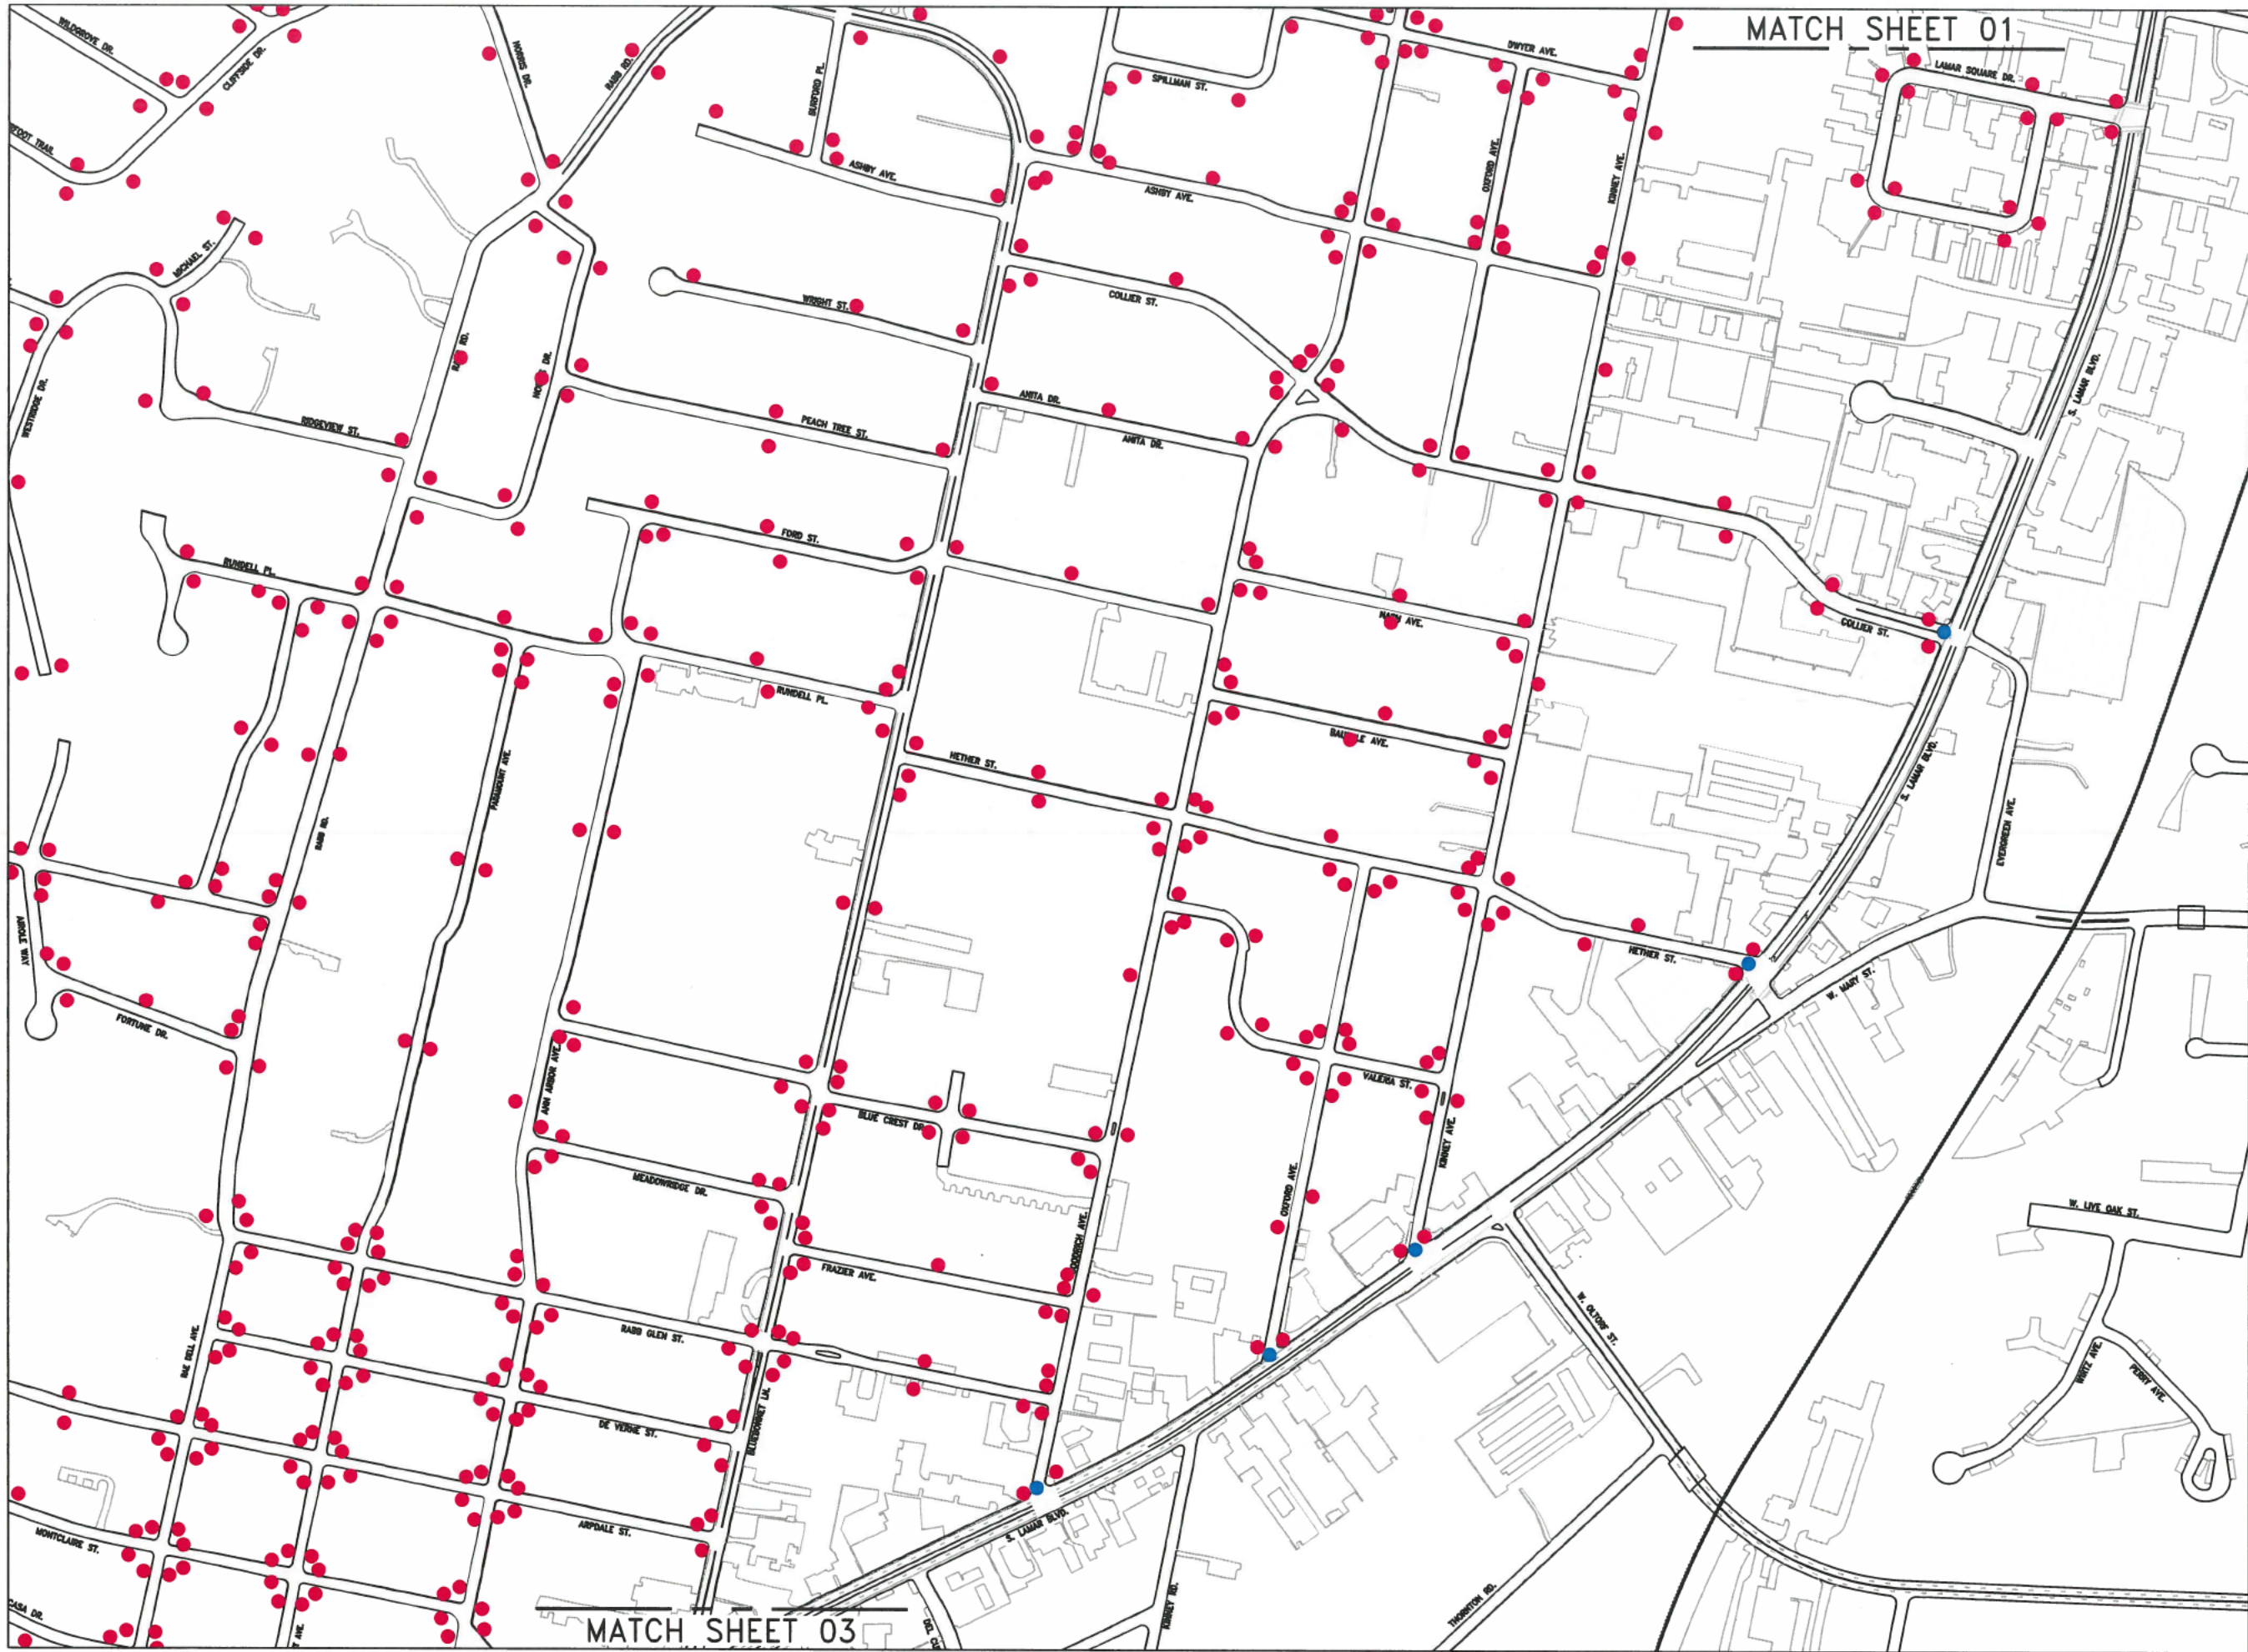 MATCH SHEET 01
WILDGROVE DR.
CLIFFSIDE DR.
NORRIS DR.
RABB RD.
BURFORD PL.
SPILLMAN ST.
DWYER AVE.
LAMAR SQUARE DR.
ASHBY AVE.
ASHBY AVE.
OXFORD AVE.
KINNEY AVE.
MICHAEL ST.
WRIGHT ST.
COLLIER ST.
S. LAMAR BLVD.
WESTRIDGE DR.
RIDGEVIEW ST.
PEACH TREE ST.
ANITA DR.
ANITA DR.
RUNDELL PL.
FORD ST.
COLLIER ST.
RUNDELL PL.
HETHER ST.
S. LAMAR BLVD.
PARAMOUNT AVE.
RABB RD.
EVERGREEN AVE.
ARROLE WAY
HETHER ST.
W. MARY ST.
FORTUNE DR.
ANN ARBOR AVE.
BLUE CREST DR.
VALERIA ST.
KINNEY AVE.
MEADOWRIDGE DR.
OXFORD AVE.
W. LIVE OAK ST.
FRAZIER AVE.
W. OLTORF ST.
RAE DELL AVE.
RABB GLEN ST.
WIRTZ AVE.
PERRY AVE.
BLUEBONNET LN.
DE VERNE ST.
ARPDALE ST.
S. LAMAR BLVD.
MONTCLAIRE ST.
CASA DR.
THORNTON RD.
KINNEY RD.
MATCH SHEET 03